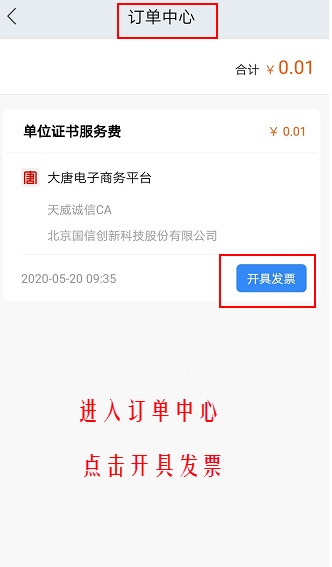 订单中心
合计 ￥ 0.01
单位证书服务费 ￥ 0.01
唐 大唐电子商务平台
天威诚信CA
北京国信创新科技股份有限公司
2020-05-20 09:35 开具发票
进入订单中心
点击开具发票